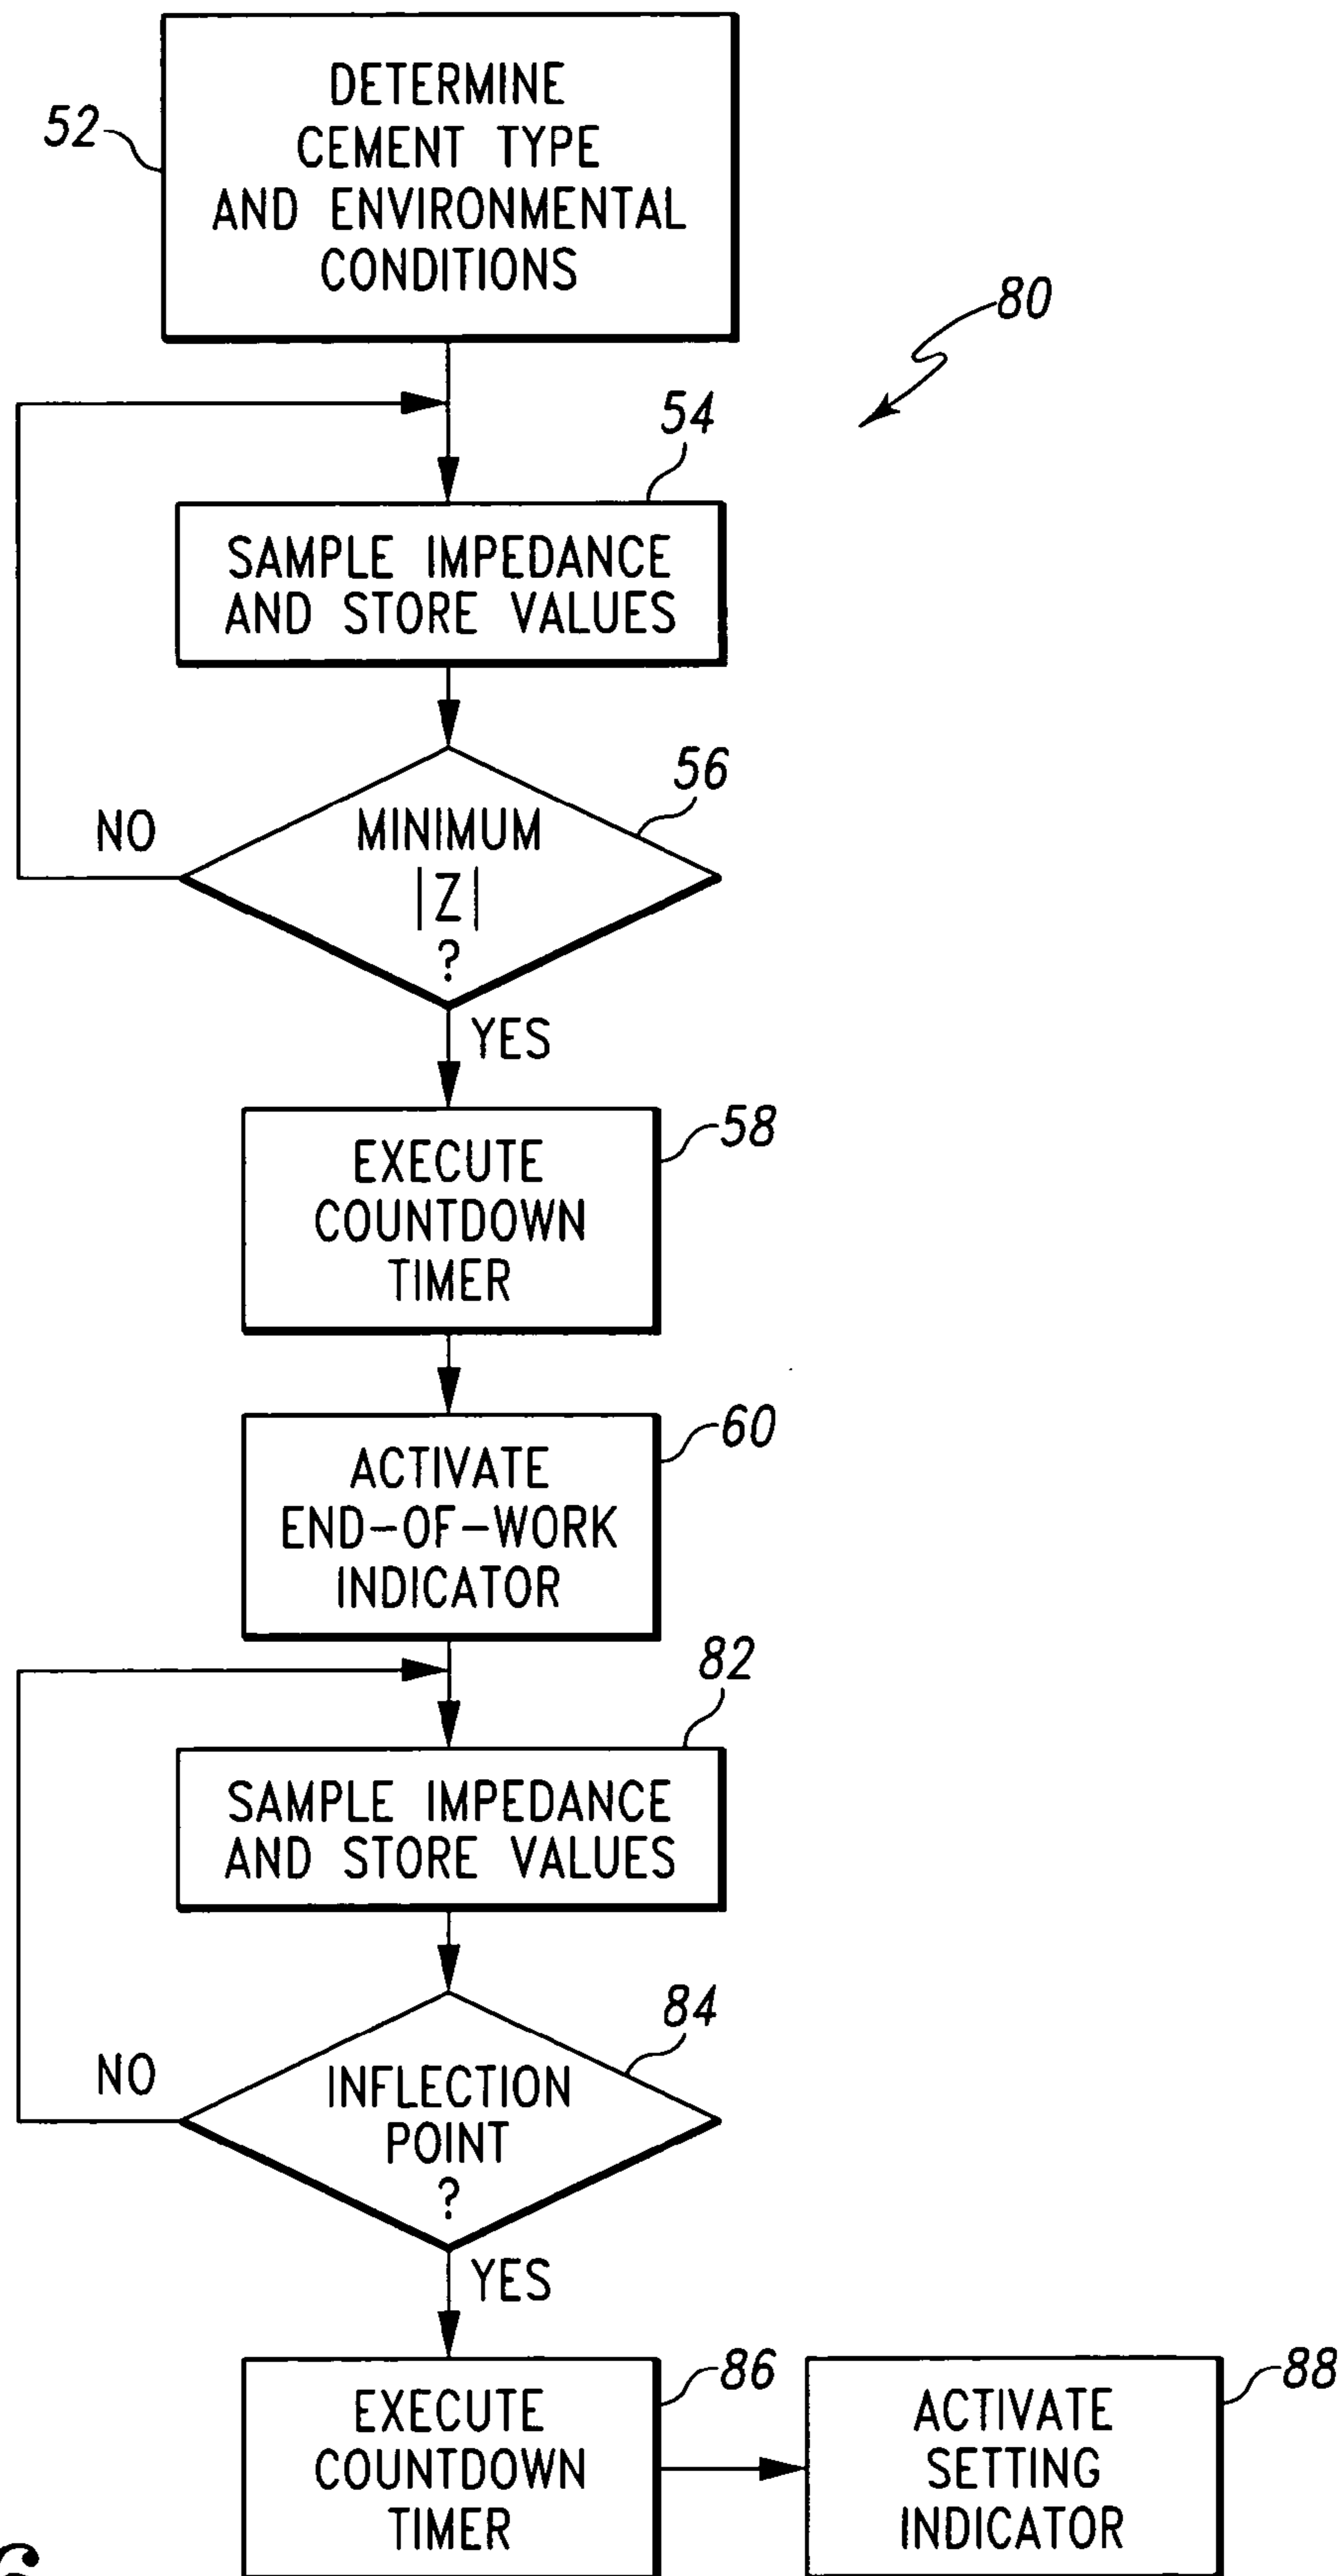 52
DETERMINE
CEMENT TYPE
AND ENVIRONMENTAL
CONDITIONS
80
54
SAMPLE IMPEDANCE
AND STORE VALUES
56
NO
MINIMUM
|Z|
?
YES
58
EXECUTE
COUNTDOWN
TIMER
60
ACTIVATE
END-OF-WORK
INDICATOR
82
SAMPLE IMPEDANCE
AND STORE VALUES
84
NO
INFLECTION
POINT
?
YES
86
EXECUTE
COUNTDOWN
TIMER
88
ACTIVATE
SETTING
INDICATOR